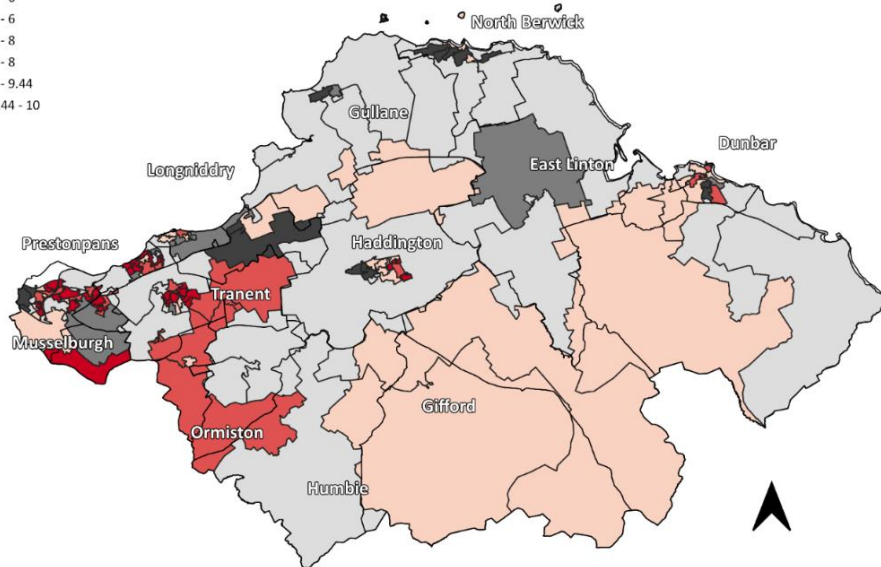 - 6
- 8
- 8
- 9.44
44 - 10
North Berwick
Gullane
Dunbar
East Linton
Longniddry
Prestonpans
Haddington
Tranent
Musselburgh
Gifford
Ormiston
Humbie